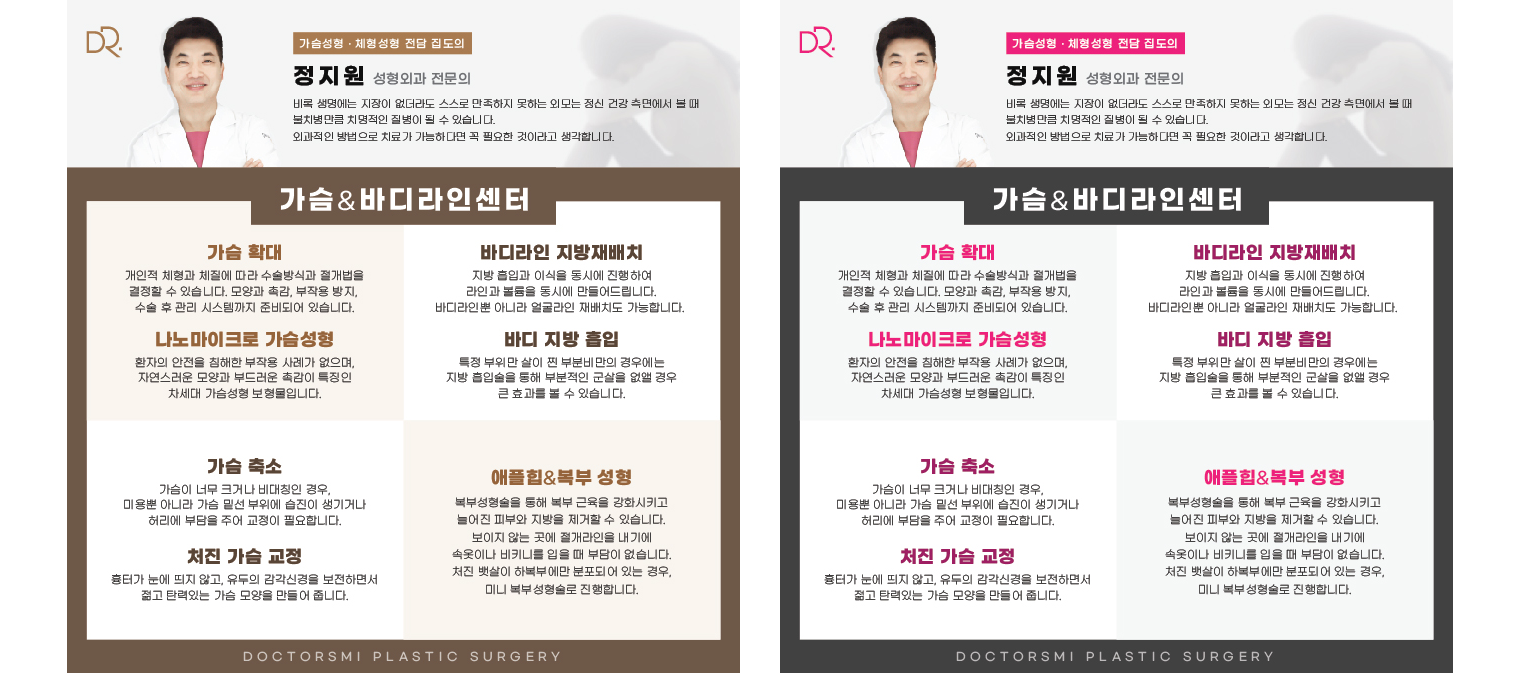 DR.
가슴성형 · 체형성형 전담 집도의
정지원 성형외과 전문의
비록 생명에는 지장이 없더라도 스스로 만족하지 못하는 외모는 정신 건강 측면에서 볼 때
불치병만큼 치명적인 질병이 될 수 있습니다.
외과적인 방법으로 치료가 가능하다면 꼭 필요한 것이라고 생각합니다.
가슴&바디라인센터
가슴 확대
개인적 체형과 체질에 따라 수술방식과 절개법을
결정할 수 있습니다. 모양과 촉감, 부작용 방지,
수술 후 관리 시스템까지 준비되어 있습니다.
나노마이크로 가슴성형
환자의 안전을 침해한 부작용 사례가 없으며,
자연스러운 모양과 부드러운 촉감이 특징인
차세대 가슴성형 보형물입니다.
바디라인 지방재배치
지방 흡입과 이식을 동시에 진행하여
라인과 볼륨을 동시에 만들어드립니다.
바디라인뿐 아니라 얼굴라인 재배치도 가능합니다.
바디 지방 흡입
특정 부위만 살이 찐 부분비만의 경우에는
지방 흡입술을 통해 부분적인 군살을 없앨 경우
큰 효과를 볼 수 있습니다.
가슴 축소
가슴이 너무 크거나 비대칭인 경우,
미용뿐 아니라 가슴 밑선 부위에 습진이 생기거나
허리에 부담을 주어 교정이 필요합니다.
처진 가슴 교정
흉터가 눈에 띄지 않고, 유두의 감각신경을 보전하면서
젊고 탄력있는 가슴 모양을 만들어 줍니다.
애플힙&복부 성형
복부성형술을 통해 복부 근육을 강화시키고
늘어진 피부와 지방을 제거할 수 있습니다.
보이지 않는 곳에 절개라인을 내기에
속옷이나 비키니를 입을 때 부담이 없습니다.
처진 뱃살이 하복부에만 분포되어 있는 경우,
미니 복부성형술로 진행합니다.
DOCTORSMI PLASTIC SURGERY
DR.
가슴성형 · 체형성형 전담 집도의
정지원 성형외과 전문의
비록 생명에는 지장이 없더라도 스스로 만족하지 못하는 외모는 정신 건강 측면에서 볼 때
불치병만큼 치명적인 질병이 될 수 있습니다.
외과적인 방법으로 치료가 가능하다면 꼭 필요한 것이라고 생각합니다.
가슴&바디라인센터
가슴 확대
개인적 체형과 체질에 따라 수술방식과 절개법을
결정할 수 있습니다. 모양과 촉감, 부작용 방지,
수술 후 관리 시스템까지 준비되어 있습니다.
나노마이크로 가슴성형
환자의 안전을 침해한 부작용 사례가 없으며,
자연스러운 모양과 부드러운 촉감이 특징인
차세대 가슴성형 보형물입니다.
바디라인 지방재배치
지방 흡입과 이식을 동시에 진행하여
라인과 볼륨을 동시에 만들어드립니다.
바디라인뿐 아니라 얼굴라인 재배치도 가능합니다.
바디 지방 흡입
특정 부위만 살이 찐 부분비만의 경우에는
지방 흡입술을 통해 부분적인 군살을 없앨 경우
큰 효과를 볼 수 있습니다.
가슴 축소
가슴이 너무 크거나 비대칭인 경우,
미용뿐 아니라 가슴 밑선 부위에 습진이 생기거나
허리에 부담을 주어 교정이 필요합니다.
처진 가슴 교정
흉터가 눈에 띄지 않고, 유두의 감각신경을 보전하면서
젊고 탄력있는 가슴 모양을 만들어 줍니다.
애플힙&복부 성형
복부성형술을 통해 복부 근육을 강화시키고
늘어진 피부와 지방을 제거할 수 있습니다.
보이지 않는 곳에 절개라인을 내기에
속옷이나 비키니를 입을 때 부담이 없습니다.
처진 뱃살이 하복부에만 분포되어 있는 경우,
미니 복부성형술로 진행합니다.
DOCTORSMI PLASTIC SURGERY